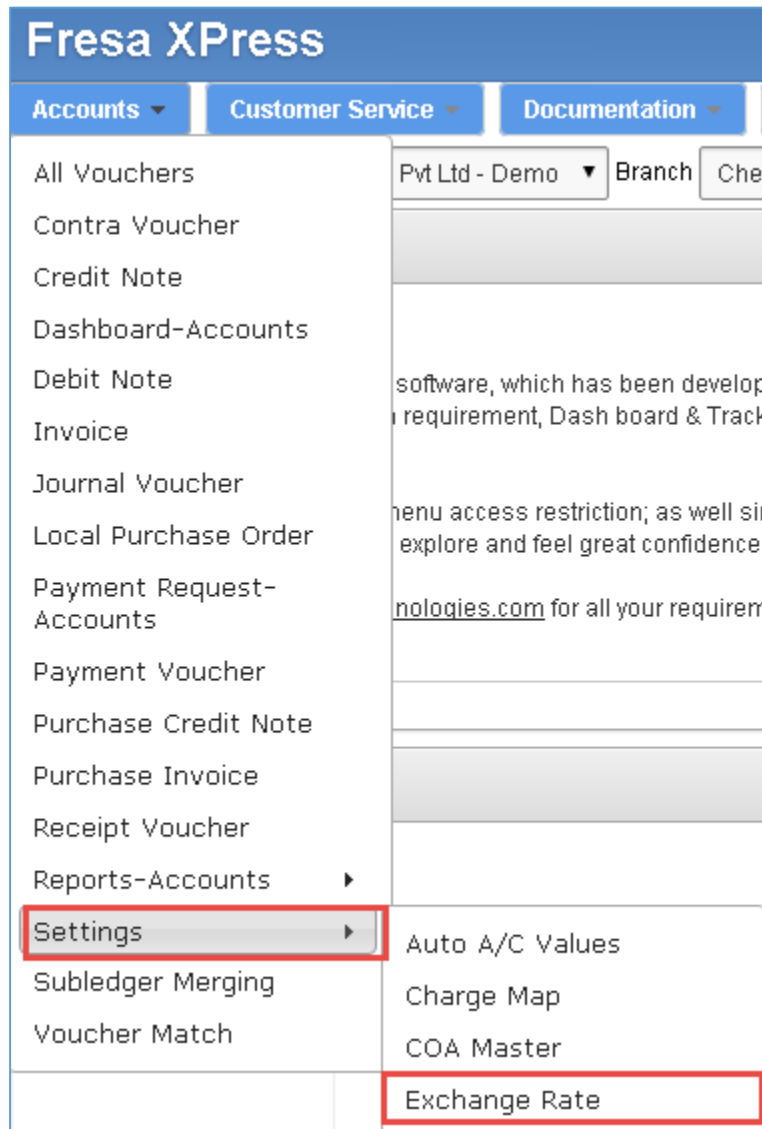 Fresa XPress
Accounts Customer Service Documentation
All Vouchers
Contra Voucher
Credit Note
Dashboard-Accounts
Debit Note
Invoice
Journal Voucher
Local Purchase Order
Payment Request-
Accounts
Payment Voucher
Purchase Credit Note
Purchase Invoice
Receipt Voucher
Reports-Accounts
Settings
Subledger Merging
Voucher Match
Pvt Ltd - Demo Branch Che
software, which has been develop
requirement, Dash board & Track
enu access restriction; as well si
explore and feel great confidence
nologies.com for all your requirem
Auto A/C Values
Charge Map
COA Master
Exchange Rate